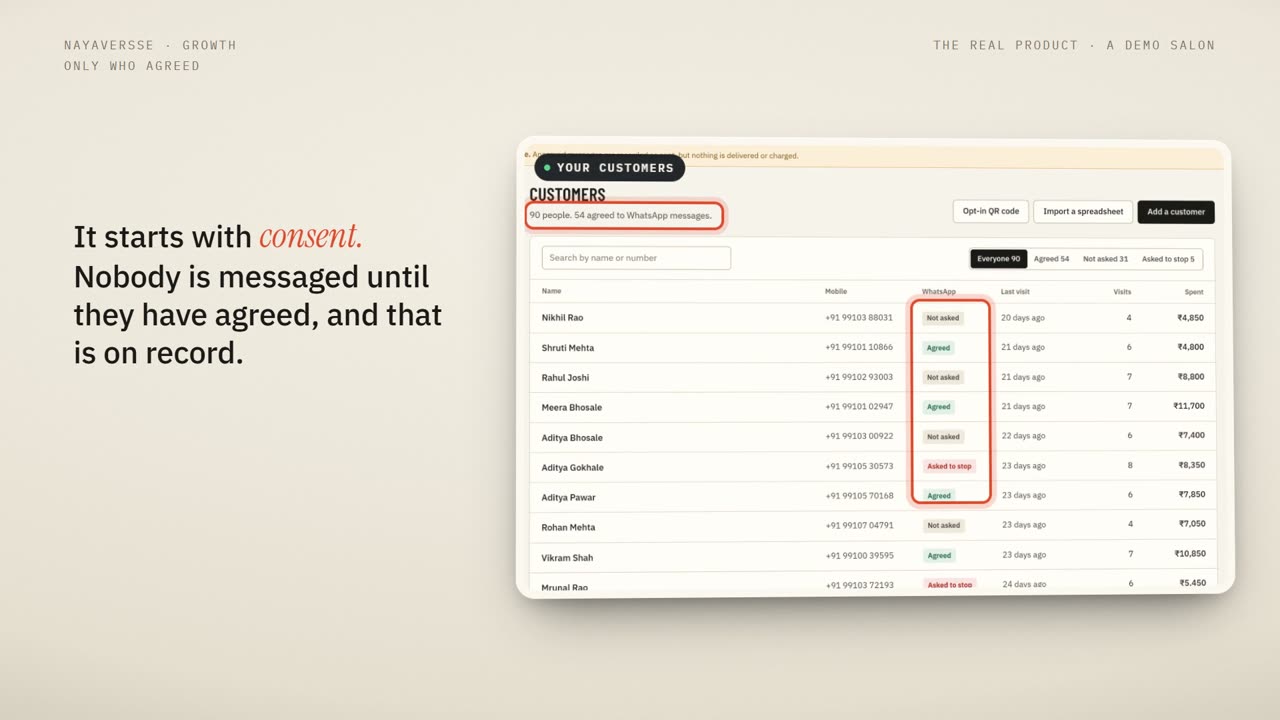 NAYAVERSSE · GROWTH
ONLY WHO AGREED
THE REAL PRODUCT · A DEMO SALON
It starts with consent.
Nobody is messaged until
they have agreed, and that
is on record.
but nothing is delivered or charged.
YOUR CUSTOMERS
CUSTOMERS
90 people. 54 agreed to WhatsApp messages.
Opt-in QR code Import a spreadsheet Add a customer
Search by name or number
Everyone 90 Agreed 54 Not asked 31 Asked to stop 5
Name Mobile WhatsApp Last visit Visits Spent
Nikhil Rao +91 99103 88031 Not asked 20 days ago 4 ₹4,850
Shruti Mehta +91 99101 10866 Agreed 21 days ago 6 ₹4,800
Rahul Joshi +91 99102 93003 Not asked 21 days ago 7 ₹8,800
Meera Bhosale +91 99101 02947 Agreed 21 days ago 7 ₹11,700
Aditya Bhosale +91 99103 00922 Not asked 22 days ago 6 ₹7,400
Aditya Gokhale +91 99105 30573 Asked to stop 23 days ago 8 ₹8,350
Aditya Pawar +91 99105 70168 Agreed 23 days ago 6 ₹7,850
Rohan Mehta +91 99107 04791 Not asked 23 days ago 4 ₹7,050
Vikram Shah +91 99100 39595 Agreed 23 days ago 7 ₹10,850
Mrunal Rao +91 99103 72193 Asked to stop 24 days ago 6 ₹5,450